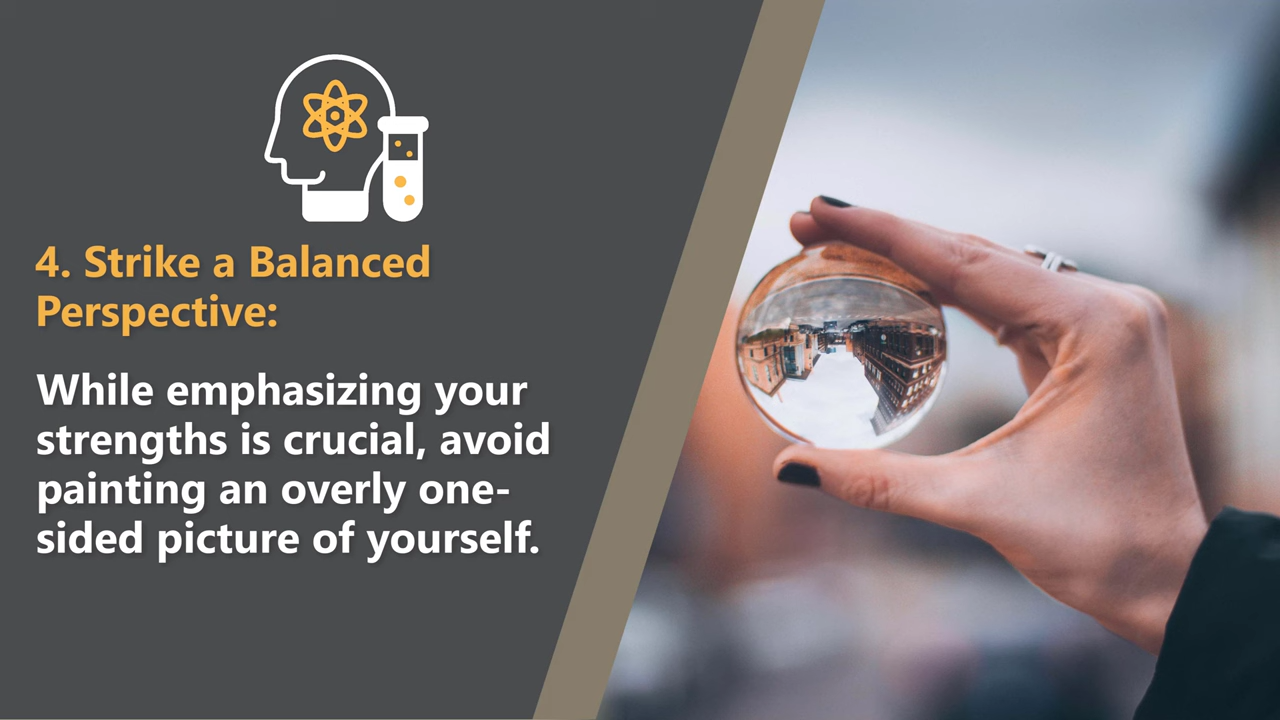 4. Strike a Balanced
Perspective:
While emphasizing your
strengths is crucial, avoid
painting an overly one-
sided picture of yourself.